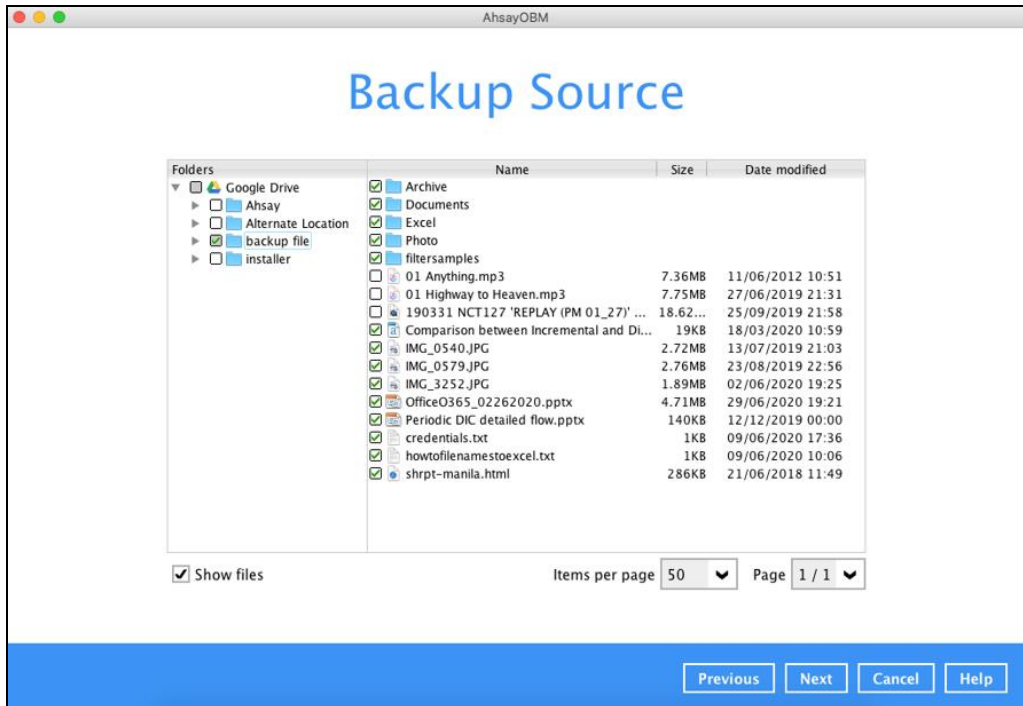 AhsayOBM
Backup Source
Folders Name Size Date modified
Google Drive
Ahsay
Alternate Location
backup file
installer
Archive
Documents
Excel
Photo
filtersamples
01 Anything.mp3 7.36MB 11/06/2012 10:51
01 Highway to Heaven.mp3 7.75MB 27/06/2019 21:31
190331 NCT127 'REPLAY (PM 01_27)' ... 18.62... 25/09/2019 21:58
Comparison between Incremental and Di... 19KB 18/03/2020 10:59
IMG_0540.JPG 2.72MB 13/07/2019 21:03
IMG_0579.JPG 2.76MB 23/08/2019 22:56
IMG_3252.JPG 1.89MB 02/06/2020 19:25
OfficeO365_02262020.pptx 4.71MB 29/06/2020 19:21
Periodic DIC detailed flow.pptx 140KB 12/12/2019 00:00
credentials.txt 1KB 09/06/2020 17:36
howtofilenamestoexcel.txt 1KB 09/06/2020 10:06
shrpt-manila.html 286KB 21/06/2018 11:49
Show files Items per page 50 Page 1 / 1
Previous Next Cancel Help